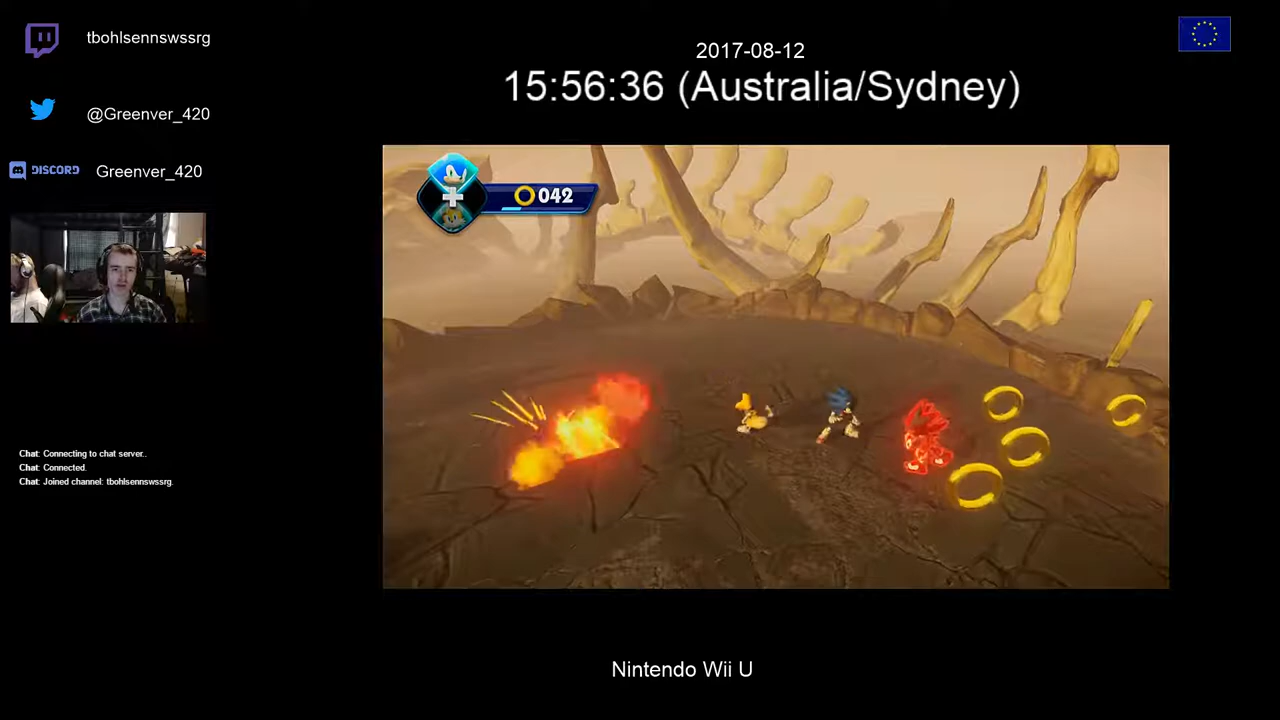 tbohlsennswssrg
@Greenver_420
DISCORD Greenver_420
2017-08-12
15:56:36 (Australia/Sydney)
042
Chat: Connecting to chat server..
Chat: Connected.
Chat: Joined channel: tbohlsennswssrg.
Nintendo Wii U